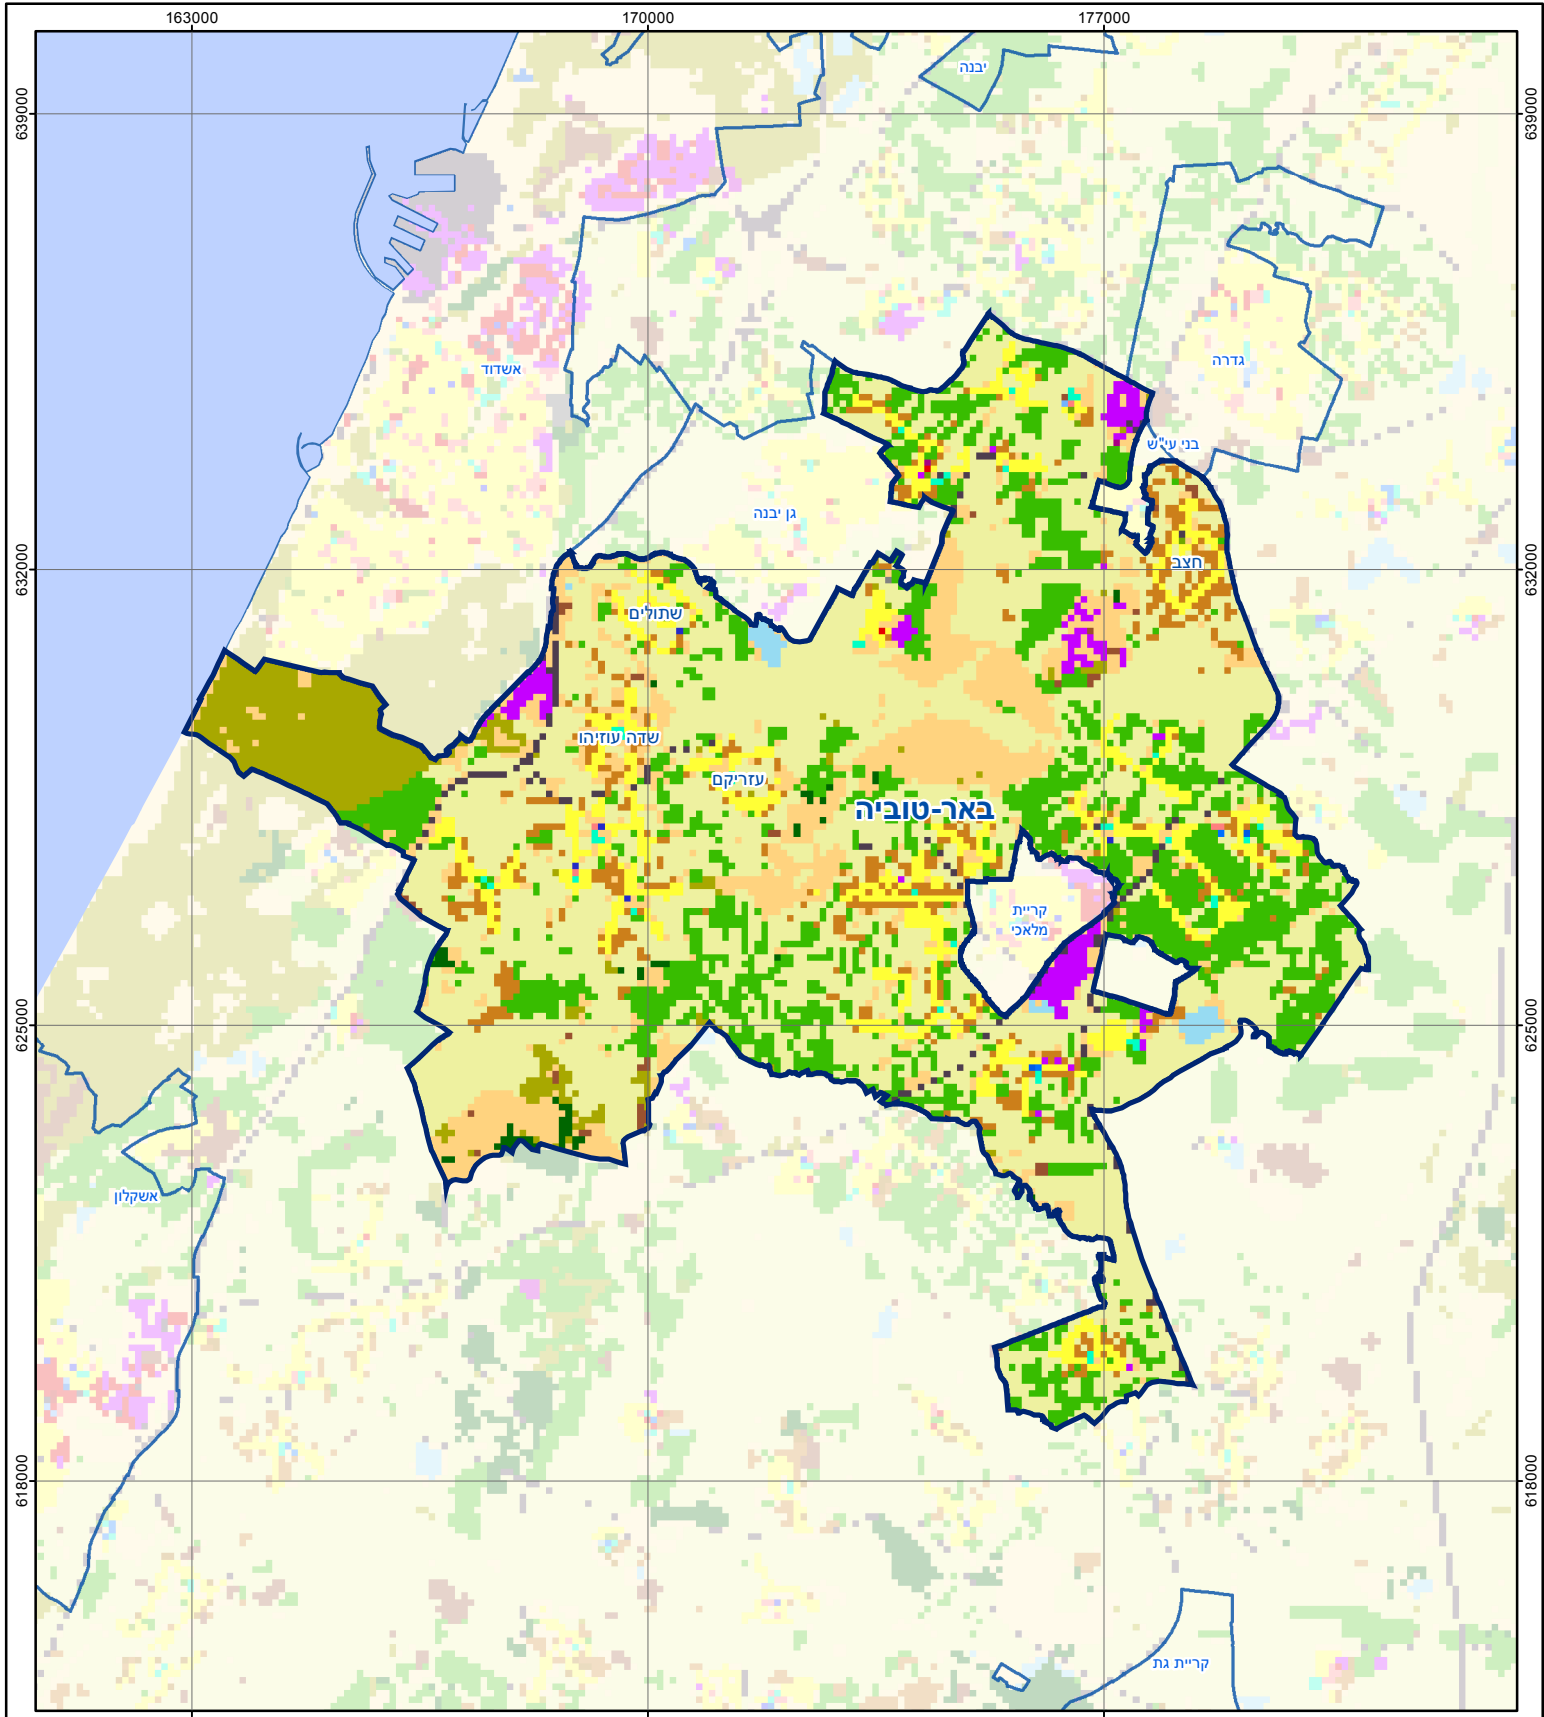 163000
170000
177000
639000
639000
יבנה
אשדוד
גדרה
בני עי"ש
גן יבנה
632000
632000
חצב
שתולים
שדה עוזיהו
עזריקם
באר-טוביה
קריית
מלאכי
625000
625000
אשקלון
618000
618000
קריית גת